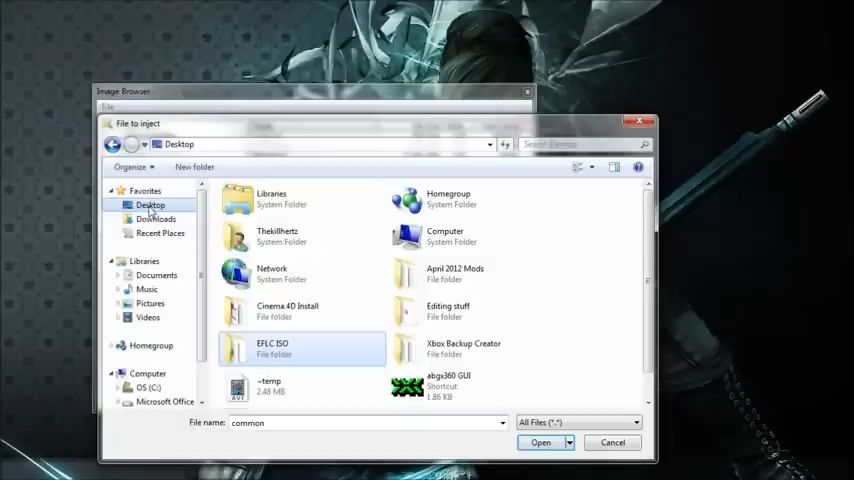 Image Browser
File
File to inject
Desktop
Search Desktop
Organize
New folder
Favorites
Desktop
Downloads
Recent Places
Libraries
Documents
Music
Pictures
Videos
Homegroup
Computer
OS (C:)
Microsoft Office
Libraries
System Folder
Homegroup
System Folder
Thekillhertz
System Folder
Computer
System Folder
Network
System Folder
April 2012 Mods
File folder
Cinema 4D Install
File folder
Editing stuff
File folder
EFLC ISO
File folder
Xbox Backup Creator
File folder
~temp
2.48 MB
AVI
abgx360 GUI
Shortcut
1.86 KB
File name: common
All Files (*.*)
Open
Cancel